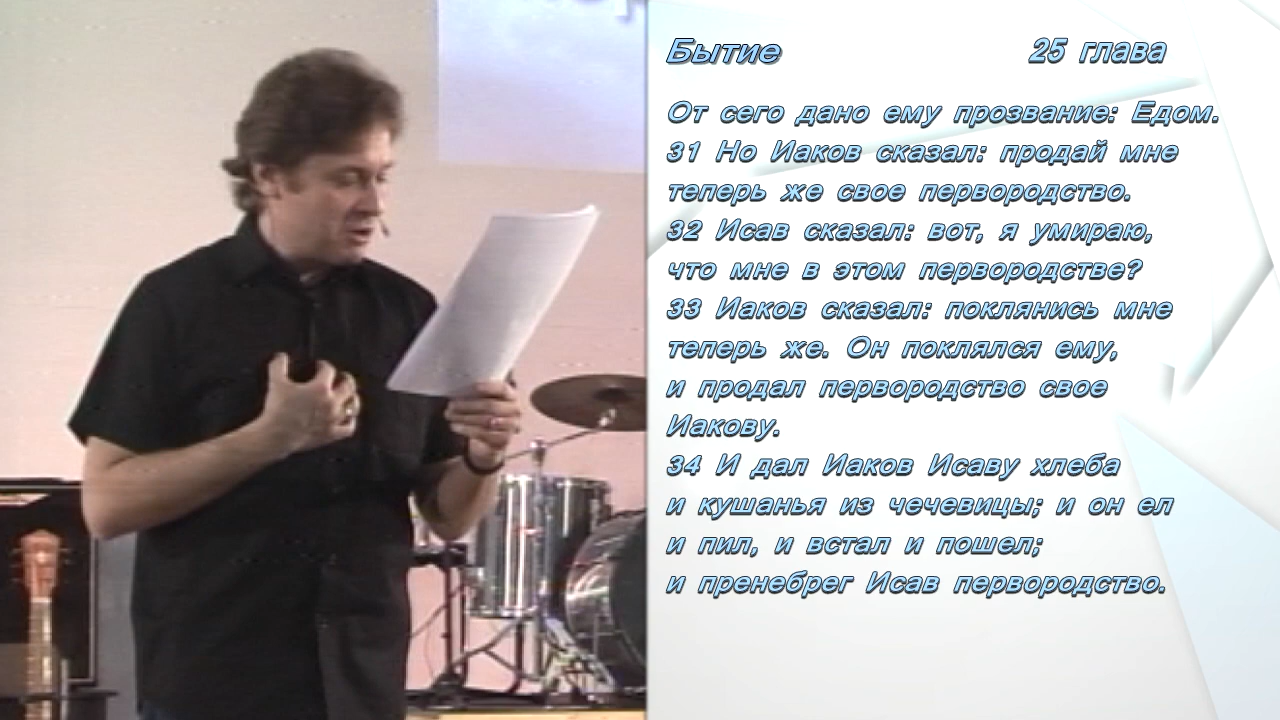 Бытие 25 глава
От сего дано ему прозвание: Едом.
31 Но Иаков сказал: продай мне
теперь же свое первородство.
32 Исав сказал: вот, я умираю,
что мне в этом первородстве?
33 Иаков сказал: поклянись мне
теперь же. Он поклялся ему,
и продал первородство свое
Иакову.
34 И дал Иаков Исаву хлеба
и кушанья из чечевицы; и он ел
и пил, и встал и пошел;
и пренебрег Исав первородство.